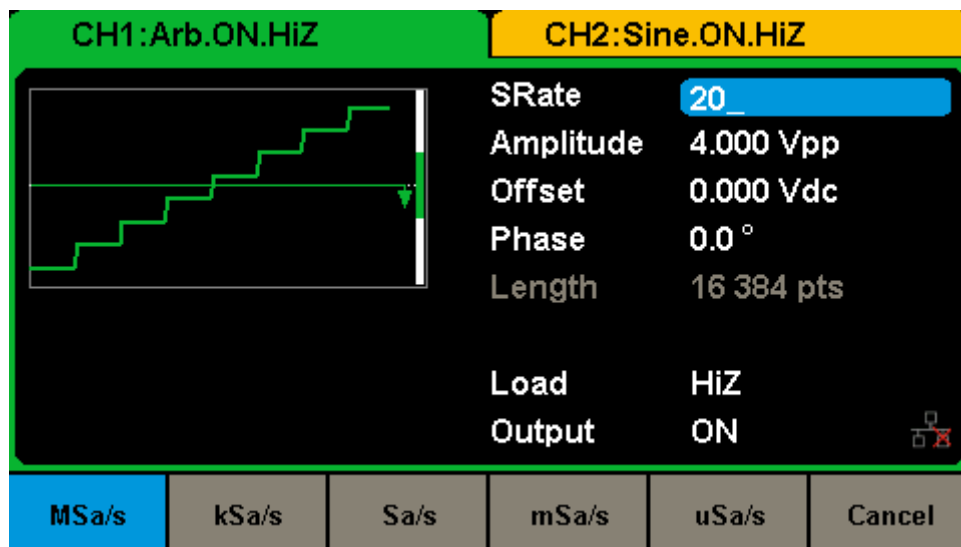 CH1:Arb.ON.HiZ CH2:Sine.ON.HiZ
SRate 20_
Amplitude 4.000 Vpp
Offset 0.000 Vdc
Phase 0.0 °
Length 16 384 pts
Load HiZ
Output ON
MSa/s kSa/s Sa/s mSa/s uSa/s Cancel